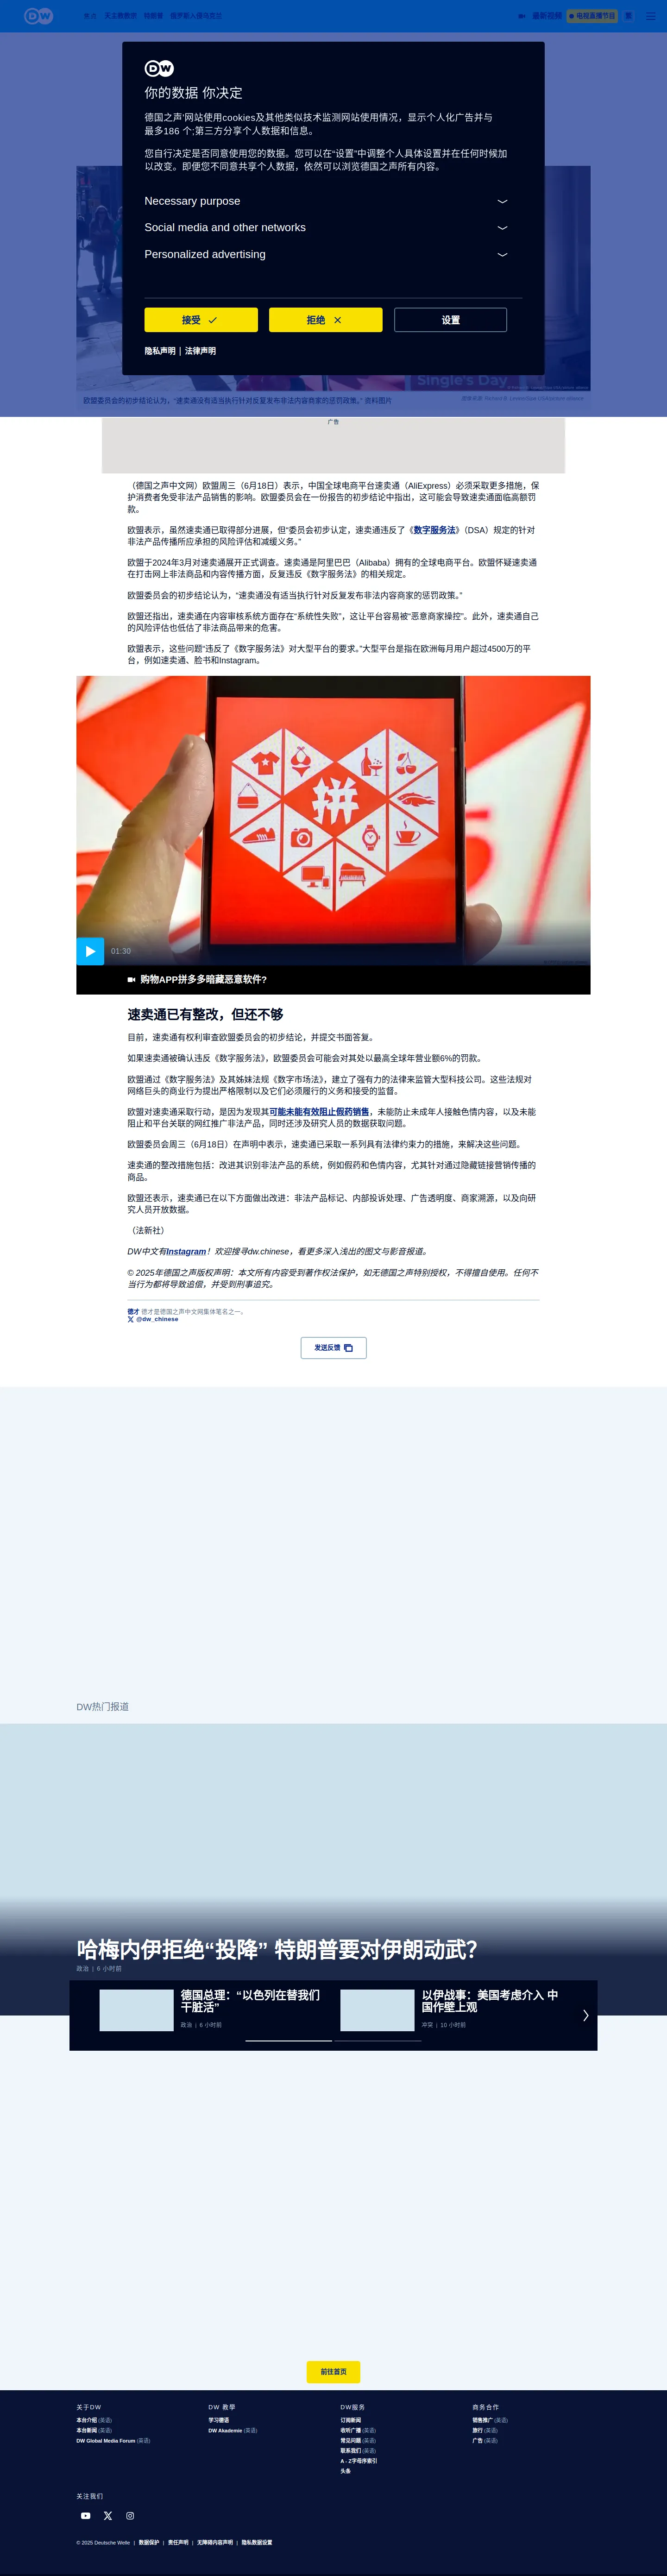 DW
焦点 天主教教宗 特斯蒙 俄罗斯入侵乌克兰
最新视频 电视直播节目
你的数据 你决定
德国之声'网站使用cookies及其他类似技术监测网站使用情况，显示个人化广告并与
最多186 个;第三方分享个人数据和信息。
您自行决定是否同意使用您的数据。您可以在“设置”中调整个人具体设置并在任何时候加
以改变。即便您不同意共享个人数据，依然可以浏览德国之声所有内容。
Necessary purpose
Social media and other networks
Personalized advertising
接受
拒绝
设置
隐私声明 | 法律声明
Single's Day
欧盟委员会的初步结论认为，“速卖通没有适当执行针对反复发布非法内容商家的惩罚政策。” 资料图片
广告
（德国之声中文网）欧盟周三（6月18日）表示，中国全球电商平台速卖通（AliExpress）必须采取更多措施，保
护消费者免受非法产品销售的影响。欧盟委员会在一份报告的初步结论中指出，这可能会导致速卖通面临高额罚
款。
欧盟表示，虽然速卖通已取得部分进展，但“委员会初步认定，速卖通违反了《数字服务法》（DSA）规定的针对
非法产品传播所应承担的风险评估和减缓义务。”
欧盟于2024年3月对速卖通展开正式调查。速卖通是阿里巴巴（Alibaba）拥有的全球电商平台。欧盟怀疑速卖通
在打击网上非法商品和内容传播方面，反复违反《数字服务法》的相关规定。
欧盟委员会的初步结论认为，“速卖通没有适当执行针对反复发布非法内容商家的惩罚政策。”
欧盟还指出，速卖通在内容审核系统方面存在“系统性失败”，这让平台容易被“恶意商家操控”。此外，速卖通自己
的风险评估也低估了非法商品带来的危害。
欧盟表示，这些问题“违反了《数字服务法》对大型平台的要求。”大型平台是指在欧洲每月用户超过4500万的平
台，例如速卖通、脸书和Instagram。
拼
01:30
购物APP拼多多暗藏恶意软件?
速卖通已有整改，但还不够
目前，速卖通有权利审查欧盟委员会的初步结论，并提交书面答复。
如果速卖通被确认违反《数字服务法》，欧盟委员会可能会对其处以最高全球年营业额6%的罚款。
欧盟通过《数字服务法》及其姊妹法规《数字市场法》，建立了强有力的法律来监管大型科技公司。这些法规对
网络巨头的商业行为提出严格限制以及它们必须履行的义务和接受的监督。
欧盟对速卖通采取行动，是因为发现其可能未能有效阻止假药销售，未能防止未成年人接触色情内容，以及未能
阻止和平台关联的网红推广非法产品，同时还涉及研究人员的数据获取问题。
欧盟委员会周三（6月18日）在声明中表示，速卖通已采取一系列具有法律约束力的措施，来解决这些问题。
速卖通的整改措施包括：改进其识别非法产品的系统，例如假药和色情内容，尤其针对通过隐藏链接营销传播的
商品。
欧盟还表示，速卖通已在以下方面做出改进：非法产品标记、内部投诉处理、广告透明度、商家溯源，以及向研
究人员开放数据。
（法新社）
DW中文有Instagram！欢迎搜寻dw.chinese，看更多深入浅出的图文与影音报道。
© 2025年德国之声版权声明：本文所有内容受到著作权法保护，如无德国之声特别授权，不得擅自使用。任何不
当行为都将导致追偿，并受到刑事追究。
德才 德才是德国之声中文网集体笔名之一。
@dw_chinese
发送反馈
DW热门报道
哈梅内伊拒绝“投降” 特朗普要对伊朗动武？
政治 | 6 小时前
德国总理：“以色列在替我们
干脏活”
政治 | 6 小时前
以伊战事：美国考虑介入 中
国作壁上观
冲突 | 10 小时前
前往首页
关于DW
本台介绍 (英语)
本台新闻 (英语)
DW Global Media Forum (英语)
DW 教學
学习德语
DW Akademie (英语)
DW服务
订阅新闻
收听广播 (英语)
常见问题 (英语)
联系我们 (英语)
A - Z字母序索引
头条
商务合作
销售推广 (英语)
旅行 (英语)
广告 (英语)
关注我们
© 2025 Deutsche Welle | 数据保护 | 责任声明 | 无障碍内容声明 | 隐私数据设置